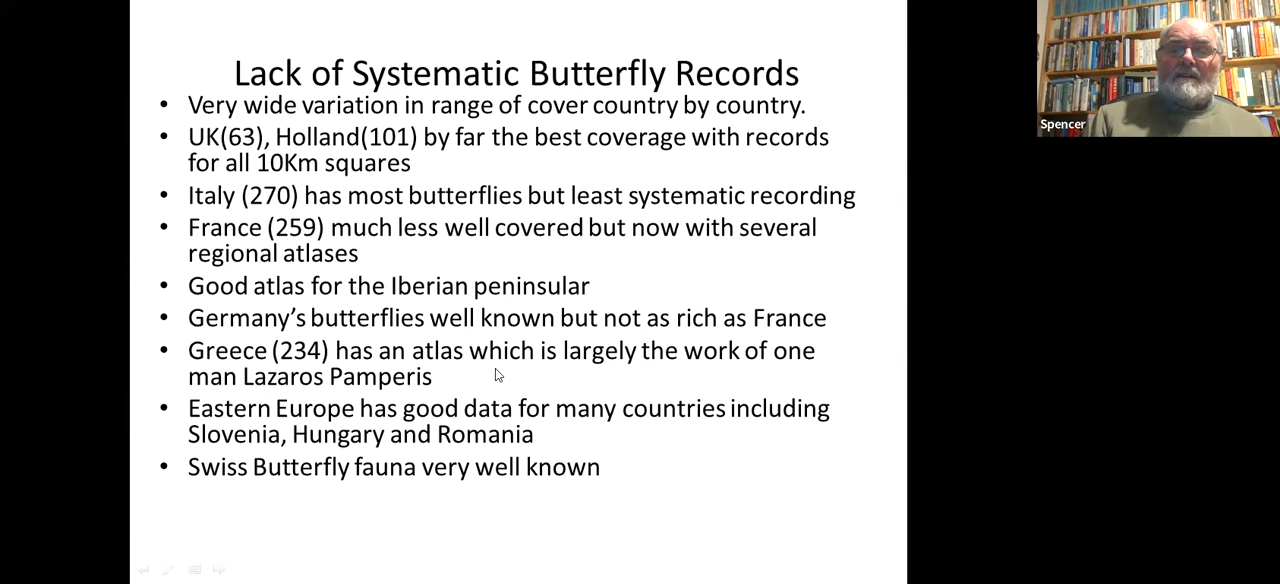 Lack of Systematic Butterfly Records
• Very wide variation in range of cover country by country.
• UK(63), Holland(101) by far the best coverage with records
for all 10Km squares
• Italy (270) has most butterflies but least systematic recording
• France (259) much less well covered but now with several
regional atlases
• Good atlas for the Iberian peninsular
• Germany’s butterflies well known but not as rich as France
• Greece (234) has an atlas which is largely the work of one
man Lazaros Pamperis
• Eastern Europe has good data for many countries including
Slovenia, Hungary and Romania
• Swiss Butterfly fauna very well known
Spencer